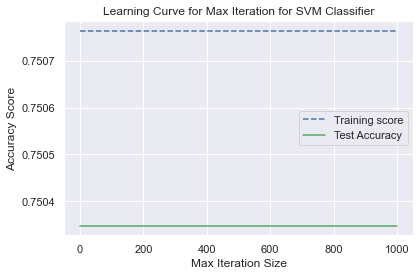 Learning Curve for Max Iteration for SVM Classifier
0.7507
0.7506
0.7505
0.7504
Accuracy Score
Training score
Test Accuracy
0 200 400 600 800 1000
Max Iteration Size